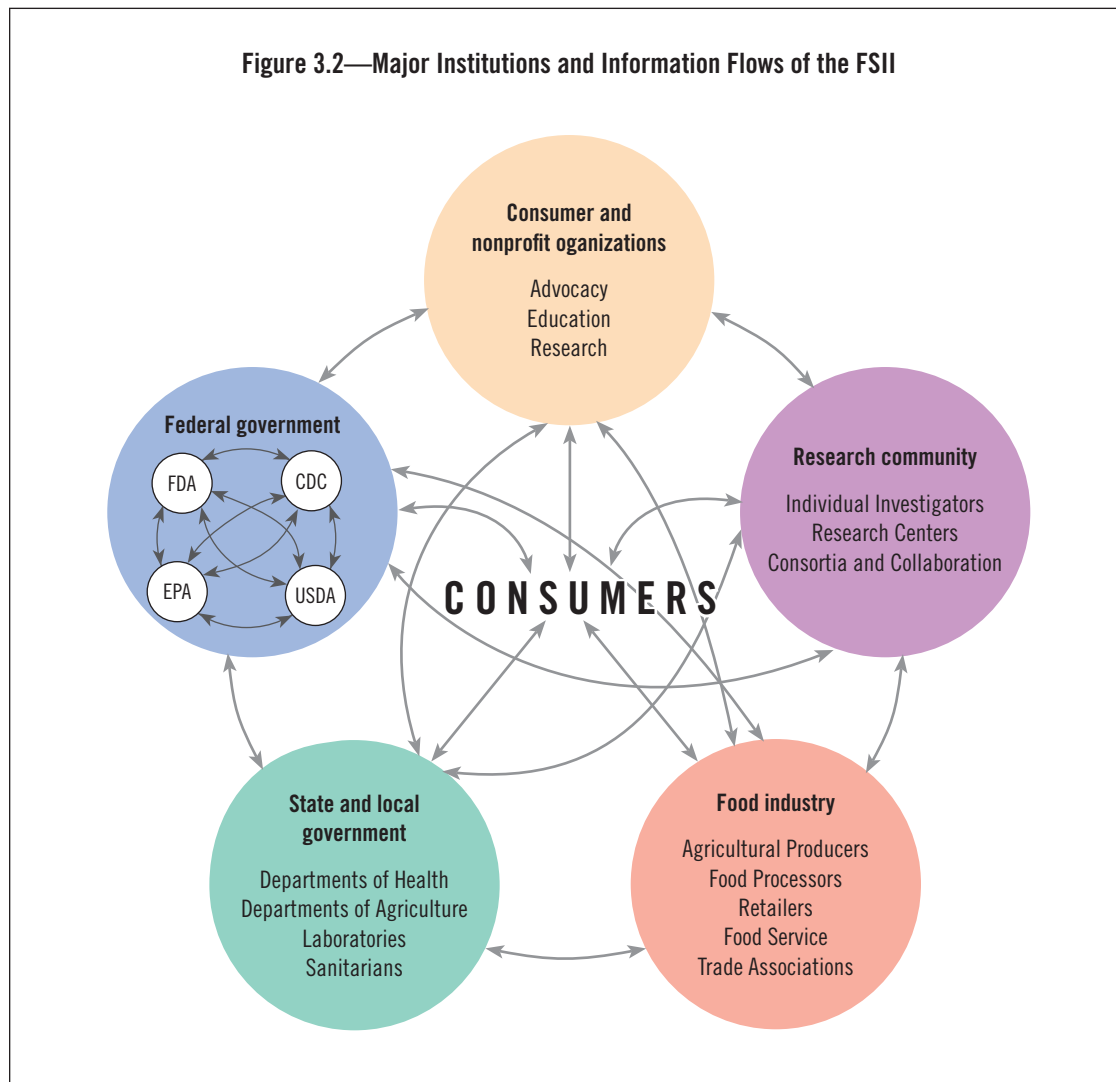 Figure 3.2—Major Institutions and Information Flows of the FSII
Consumer and
nonprofit oganizations
Advocacy
Education
Research
Federal government
FDA
CDC
EPA
USDA
Research community
Individual Investigators
Research Centers
Consortia and Collaboration
CONSUMERS
State and local
government
Departments of Health
Departments of Agriculture
Laboratories
Sanitarians
Food industry
Agricultural Producers
Food Processors
Retailers
Food Service
Trade Associations